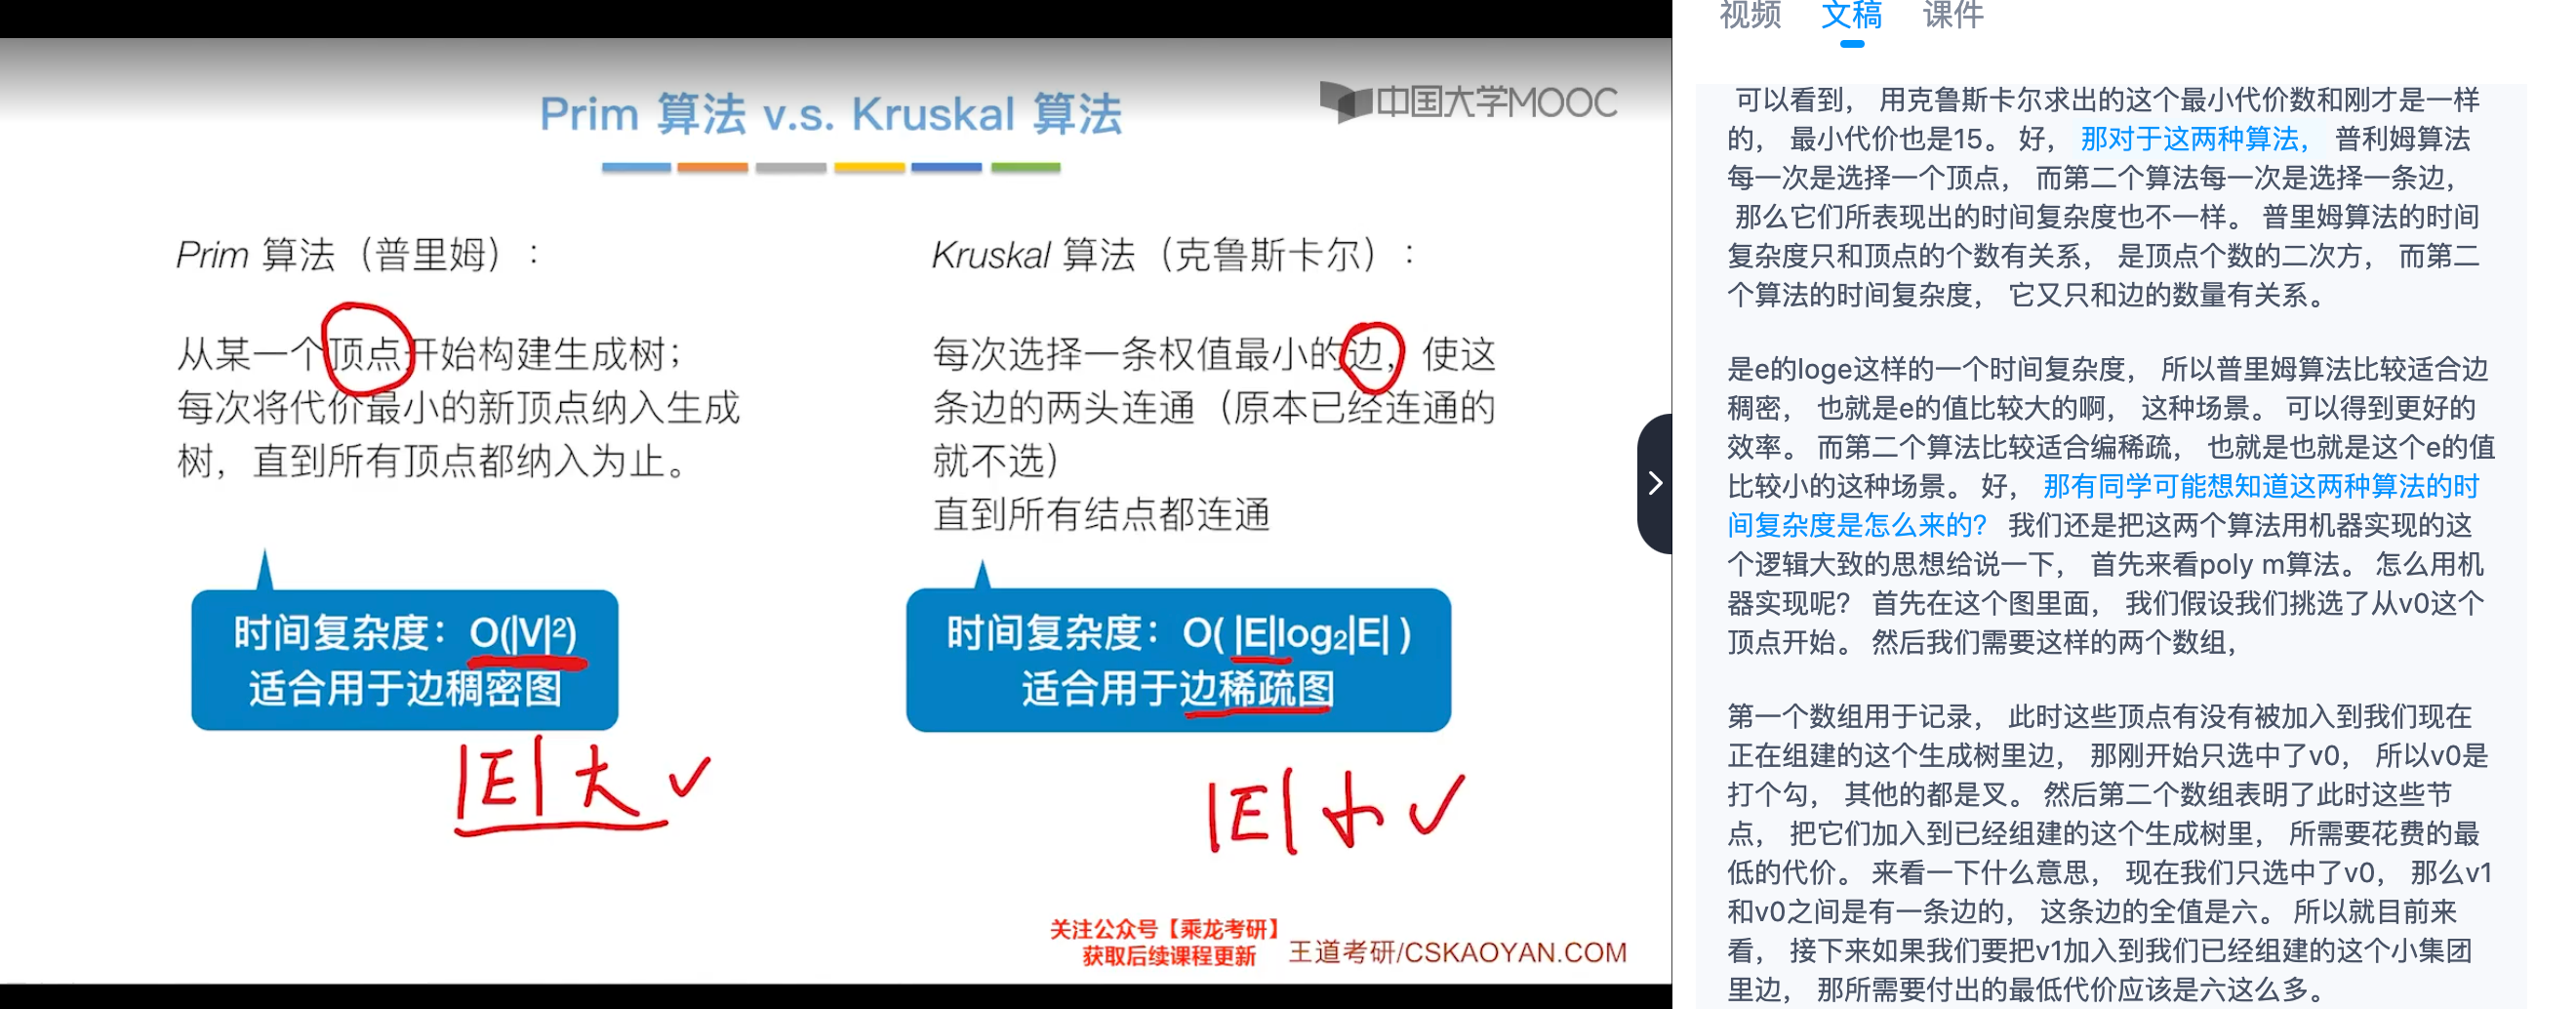 Prim 算法 v.s. Kruskal 算法
中国大学MOOC
Prim 算法（普里姆）：
从某一个顶点开始构建生成树；
每次将代价最小的新顶点纳入生成
树，直到所有顶点都纳入为止。
时间复杂度：O(|V|²)
适合用于边稠密图
|E| 大 ✓
Kruskal 算法（克鲁斯卡尔）：
每次选择一条权值最小的边，使这
条边的两头连通（原本已经连通的
就不选）
直到所有结点都连通
时间复杂度：O( |E|log₂|E| )
适合用于边稀疏图
|E| 小 ✓
关注公众号【乘龙考研】
获取后续课程更新
王道考研/CSKAOYAN.COM
视频 文稿 课件
可以看到， 用克鲁斯卡尔求出的这个最小代价数和刚才是一样
的， 最小代价也是15。 好， 那对于这两种算法， 普利姆算法
每一次是选择一个顶点， 而第二个算法每一次是选择一条边，
那么它们所表现出的时间复杂度也不一样。 普里姆算法的时间
复杂度只和顶点的个数有关系， 是顶点个数的二次方， 而第二
个算法的时间复杂度， 它又只和边的数量有关系。
是e的loge这样的一个时间复杂度， 所以普里姆算法比较适合边
稠密， 也就是e的值比较大的啊， 这种场景。 可以得到更好的
效率。 而第二个算法比较适合编稀疏， 也就是也就是这个e的值
比较小的这种场景。 好， 那有同学可能想知道这两种算法的时
间复杂度是怎么来的? 我们还是把这两个算法用机器实现的这
个逻辑大致的思想给说一下， 首先来看poly m算法。 怎么用机
器实现呢? 首先在这个图里面， 我们假设我们挑选了从v0这个
顶点开始。 然后我们需要这样的两个数组，
第一个数组用于记录， 此时这些顶点有没有被加入到我们现在
正在组建的这个生成树里边， 那刚开始只选中了v0， 所以v0是
打个勾， 其他的都是叉。 然后第二个数组表明了此时这些节
点， 把它们加入到已经组建的这个生成树里， 所需要花费的最
低的代价。 来看一下什么意思， 现在我们只选中了v0， 那么v1
和v0之间是有一条边的， 这条边的全值是六。 所以就目前来
看， 接下来如果我们要把v1加入到我们已经组建的这个小集团
里边， 那所需要付出的最低代价应该是六这么多。